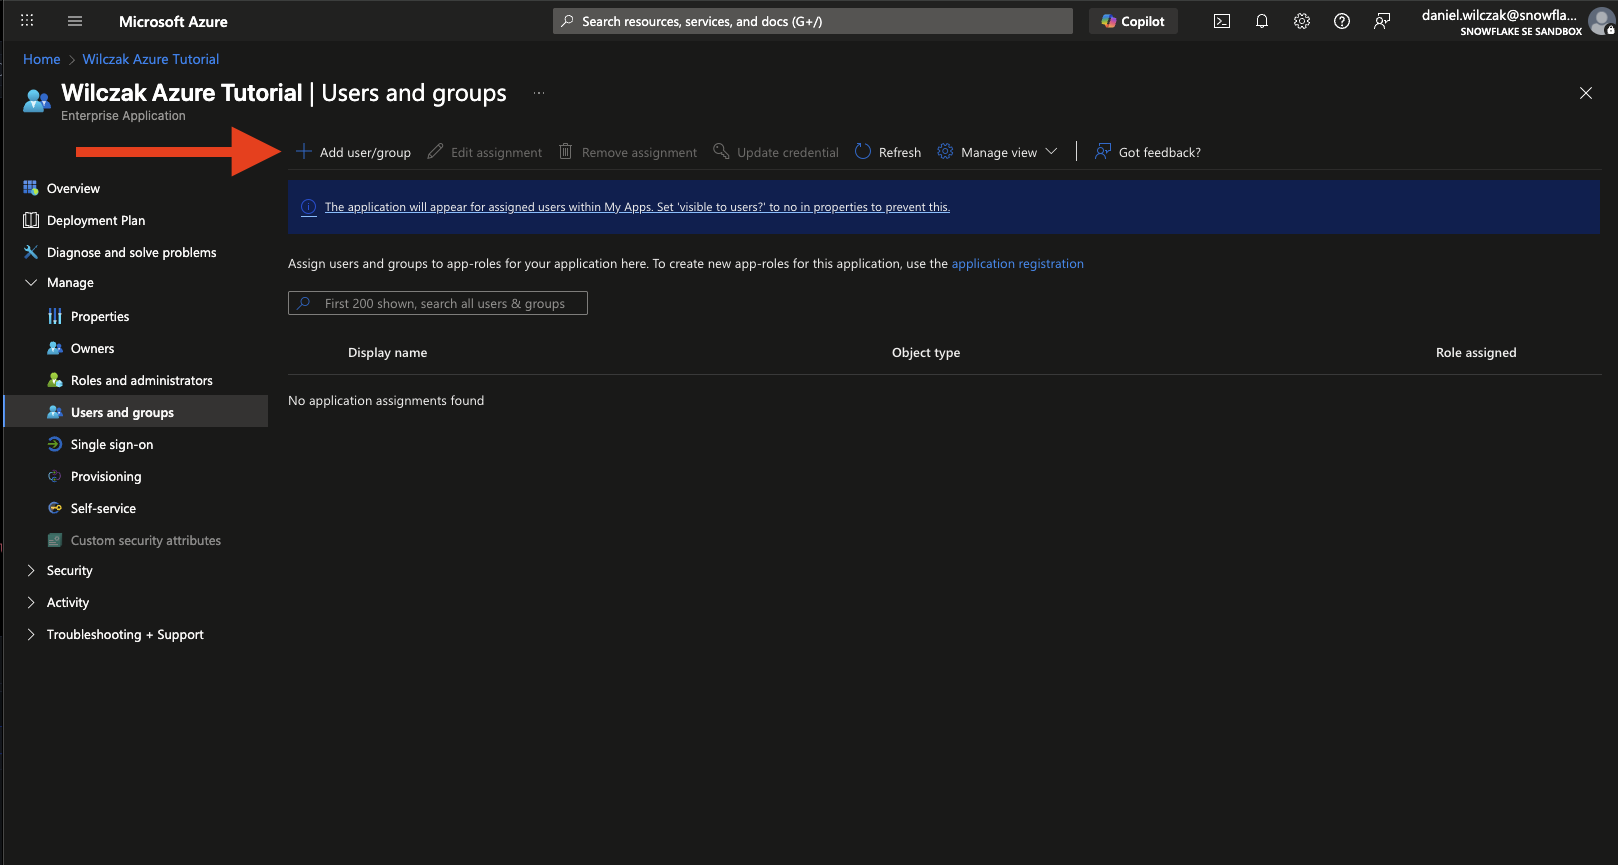 Microsoft Azure
Search resources, services, and docs (G+/)
Copilot
daniel.wilczak@snowfla...
SNOWFLAKE SE SANDBOX
Home > Wilczak Azure Tutorial
Wilczak Azure Tutorial | Users and groups ...
Enterprise Application
Add user/group
Edit assignment
Remove assignment
Update credential
Refresh
Manage view
Got feedback?
Overview
Deployment Plan
Diagnose and solve problems
Manage
Properties
Owners
Roles and administrators
Users and groups
Single sign-on
Provisioning
Self-service
Custom security attributes
Security
Activity
Troubleshooting + Support
The application will appear for assigned users within My Apps. Set 'visible to users?' to no in properties to prevent this.
Assign users and groups to app-roles for your application here. To create new app-roles for this application, use the application registration
First 200 shown, search all users & groups
Display name
Object type
Role assigned
No application assignments found